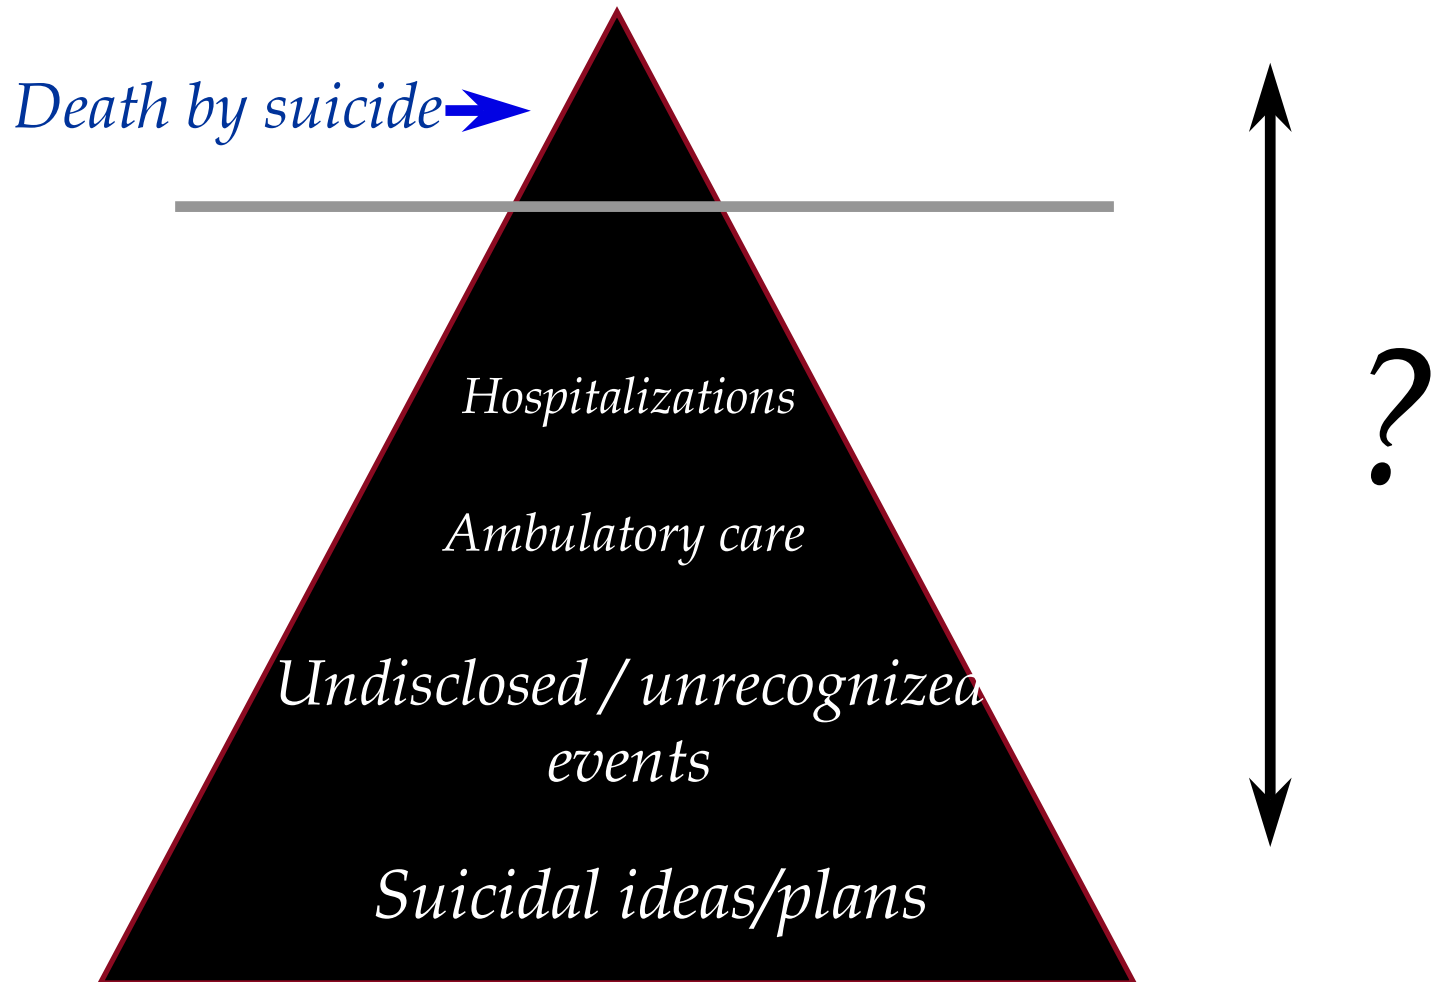 Death by suicide
?
Hospitalizations
Ambulatory care
Undisclosed / unrecognized
events
Suicidal ideas/plans